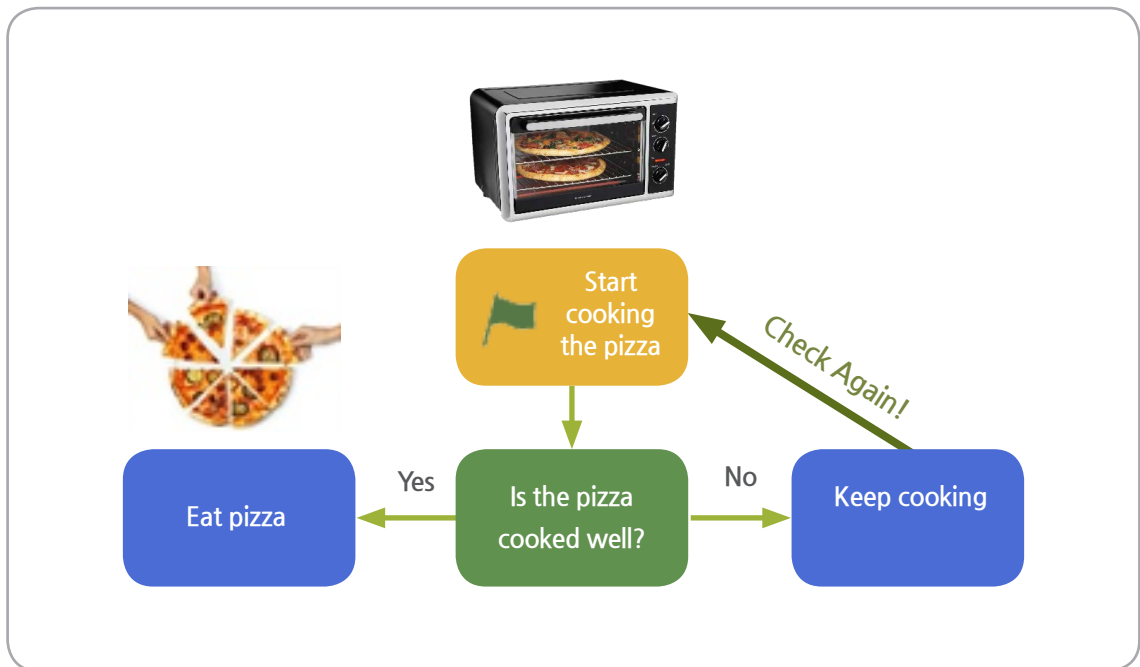 Start
cooking
the pizza
Check Again!
Yes
No
Eat pizza
Is the pizza
cooked well?
Keep cooking